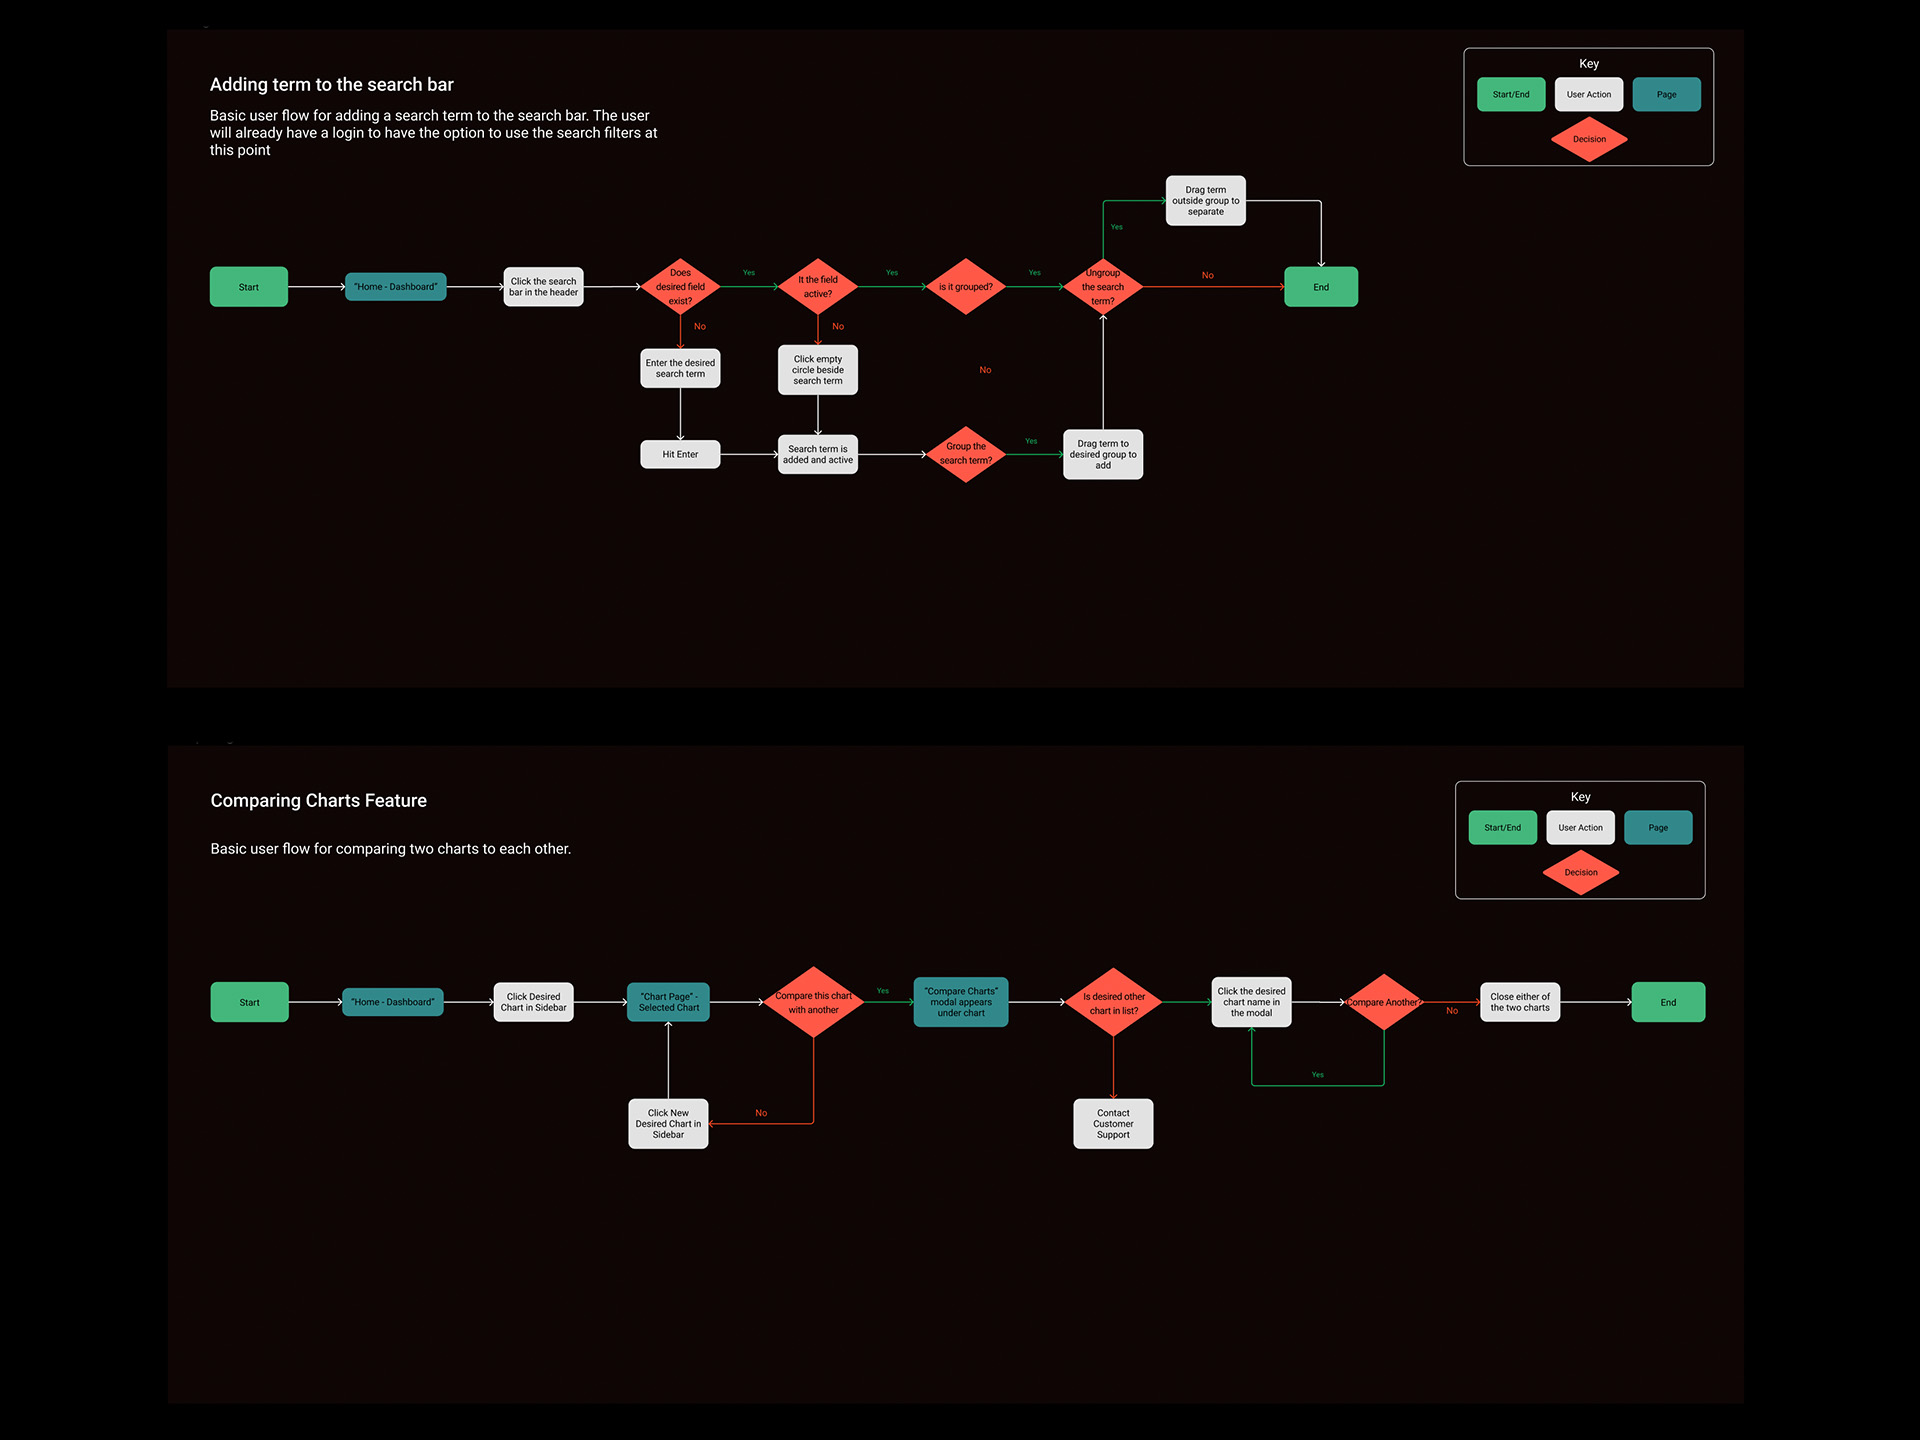 Adding term to the search bar
Basic user flow for adding a search term to the search bar. The user
will already have a login to have the option to use the search filters at
this point
Key
Start/End
User Action
Page
Decision
Start
"Home - Dashboard"
Click the search
bar in the header
Does
desired field
exist?
Yes
It the field
active?
Yes
is it grouped?
Yes
Ungroup
the search
term?
Yes
Drag term
outside group to
separate
No
End
No
No
Enter the desired
search term
Click empty
circle beside
search term
No
Hit Enter
Search term is
added and active
Group the
search term?
Yes
Drag term to
desired group to
add
Comparing Charts Feature
Basic user flow for comparing two charts to each other.
Key
Start/End
User Action
Page
Decision
Start
"Home - Dashboard"
Click Desired
Chart in Sidebar
"Chart Page" -
Selected Chart
Compare this chart
with another
Yes
"Compare Charts"
modal appears
under chart
Is desired other
chart in list?
Click the desired
chart name in
the modal
Compare Another?
No
Close either of
the two charts
End
Yes
Click New
Desired Chart in
Sidebar
No
Contact
Customer
Support